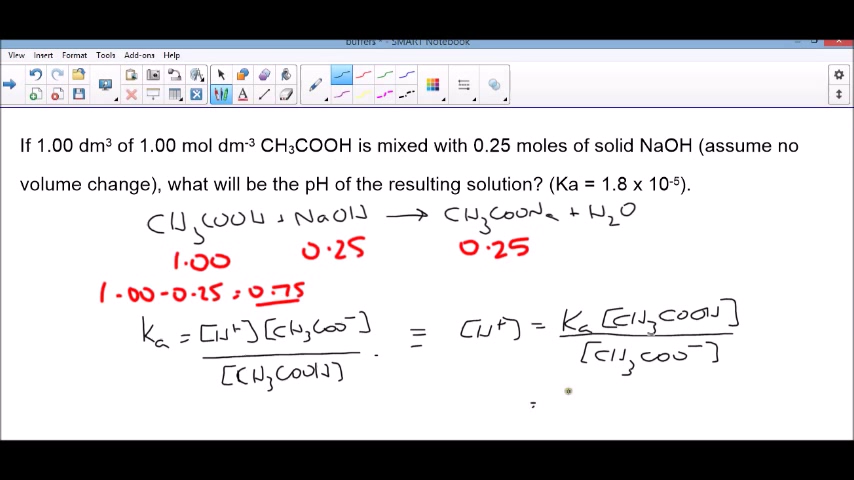 buffers * - SMART Notebook
View Insert Format Tools Add-ons Help
If 1.00 dm³ of 1.00 mol dm⁻³ CH₃COOH is mixed with 0.25 moles of solid NaOH (assume no
volume change), what will be the pH of the resulting solution? (Ka = 1.8 x 10⁻⁵).
CH₃COOH + NaOH → CH₃COONa + H₂O
1.00 0.25 0.25
1.00-0.25 = 0.75
Ka = [H⁺][CH₃COO⁻] / [CH₃COOH] . ≡ [H⁺] = Ka [CH₃COOH] / [CH₃COO⁻]
=